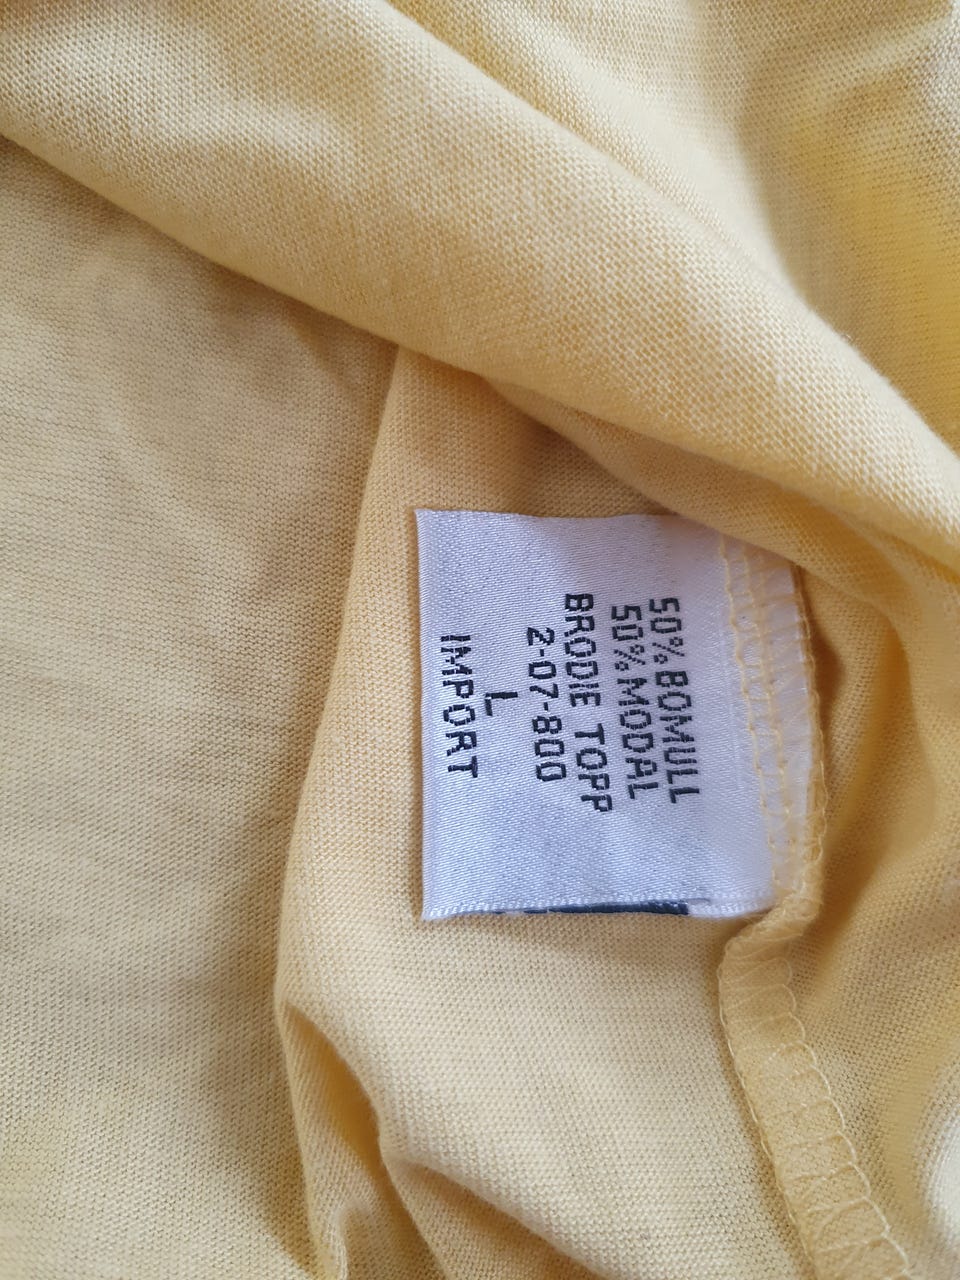 50% BOMULL
50% MODAL
BRODIE TOPP
2-07-800
L
IMPORT